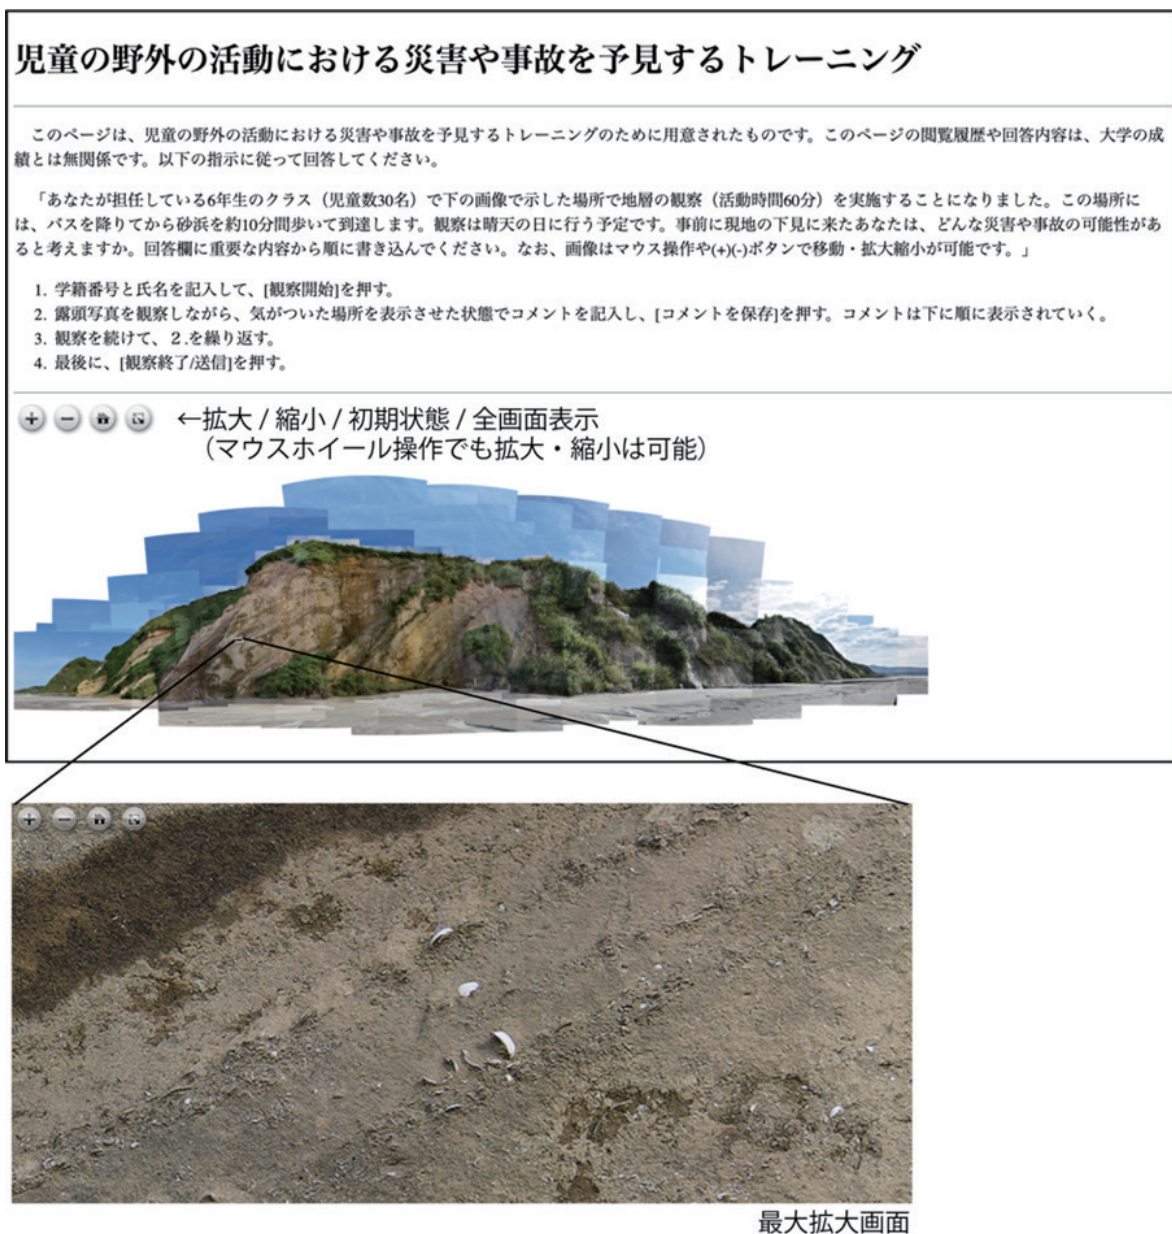 児童の野外の活動における災害や事故を予見するトレーニング
このページは、児童の野外の活動における災害や事故を予見するトレーニングのために用意されたものです。このページの閲覧履歴や回答内容は、大学の成
績とは無関係です。以下の指示に従って回答してください。
「あなたが担任している6年生のクラス（児童数30名）で下の画像で示した場所で地層の観察（活動時間60分）を実施することになりました。この場所に
は、バスを降りてから砂浜を約10分間歩いて到達します。観察は晴天の日に行う予定です。事前に現地の下見に来たあなたは、どんな災害や事故の可能性があ
ると考えますか。回答欄に重要な内容から順に書き込んでください。なお、画像はマウス操作や(+)(-)ボタンで移動・拡大縮小が可能です。」
1. 学籍番号と氏名を記入して、[観察開始]を押す。
2. 露頭写真を観察しながら、気がついた場所を表示させた状態でコメントを記入し、[コメントを保存]を押す。コメントは下に順に表示されていく。
3. 観察を続けて、２.を繰り返す。
4. 最後に、[観察終了/送信]を押す。
←拡大 / 縮小 / 初期状態 / 全画面表示
（マウスホイール操作でも拡大・縮小は可能）
最大拡大画面